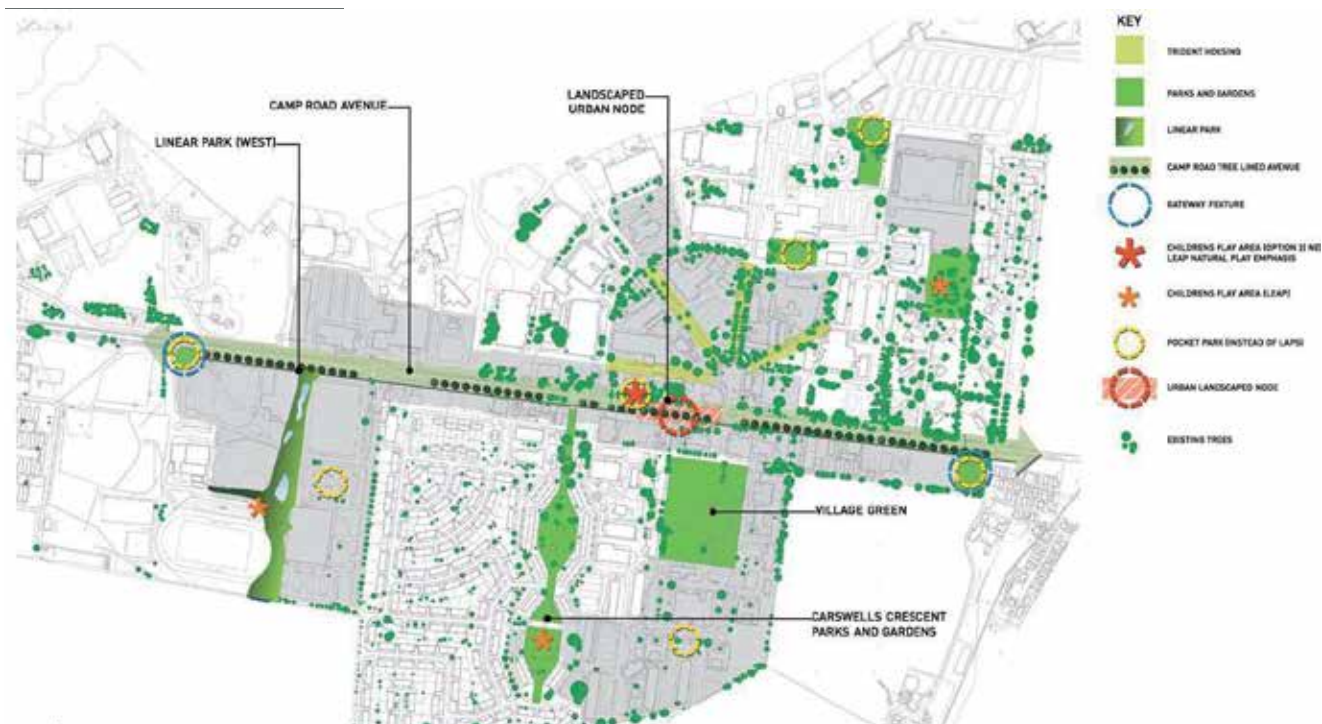 CAMP ROAD AVENUE
LINEAR PARK (WEST)
LANDSCAPED
URBAN NODE
VILLAGE GREEN
CARSWELLS CRESCENT
PARKS AND GARDENS
KEY
TRIDENT HOUSING
PARKS AND GARDENS
LINEAR PARK
CAMP ROAD TREE LINED AVENUE
GATEWAY FEATURE
CHILDRENS PLAY AREA (OPTION 2) NE
LEAP NATURAL PLAY EMPHASIS
CHILDRENS PLAY AREA (LEAP)
POCKET PARK (INSTEAD OF LAPS)
URBAN LANDSCAPED NODE
EXISTING TREES